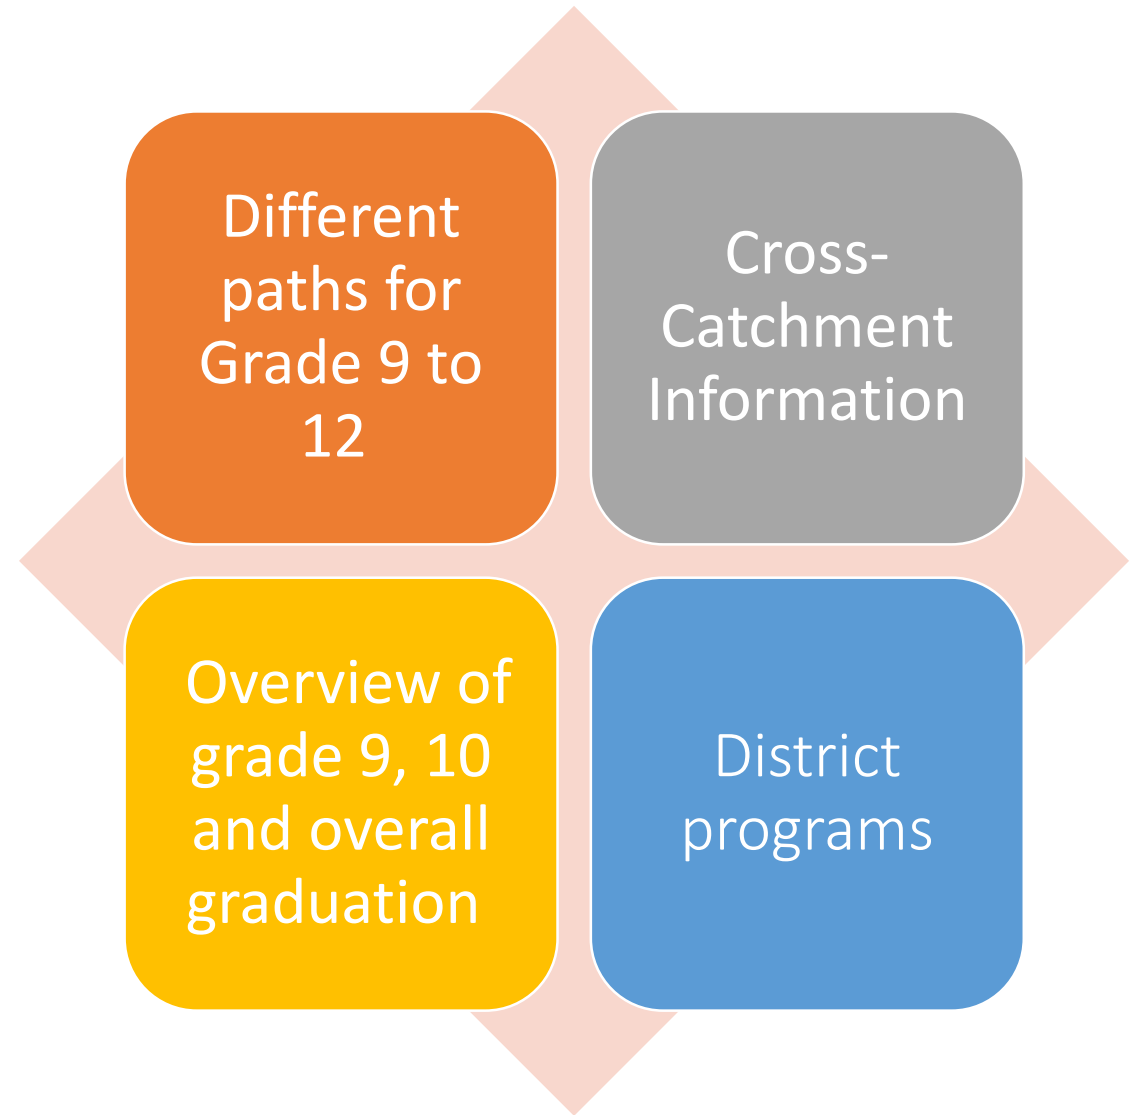 Different
paths for
Grade 9 to
12
Cross-
Catchment
Information
Overview of
grade 9, 10
and overall
graduation
District
programs